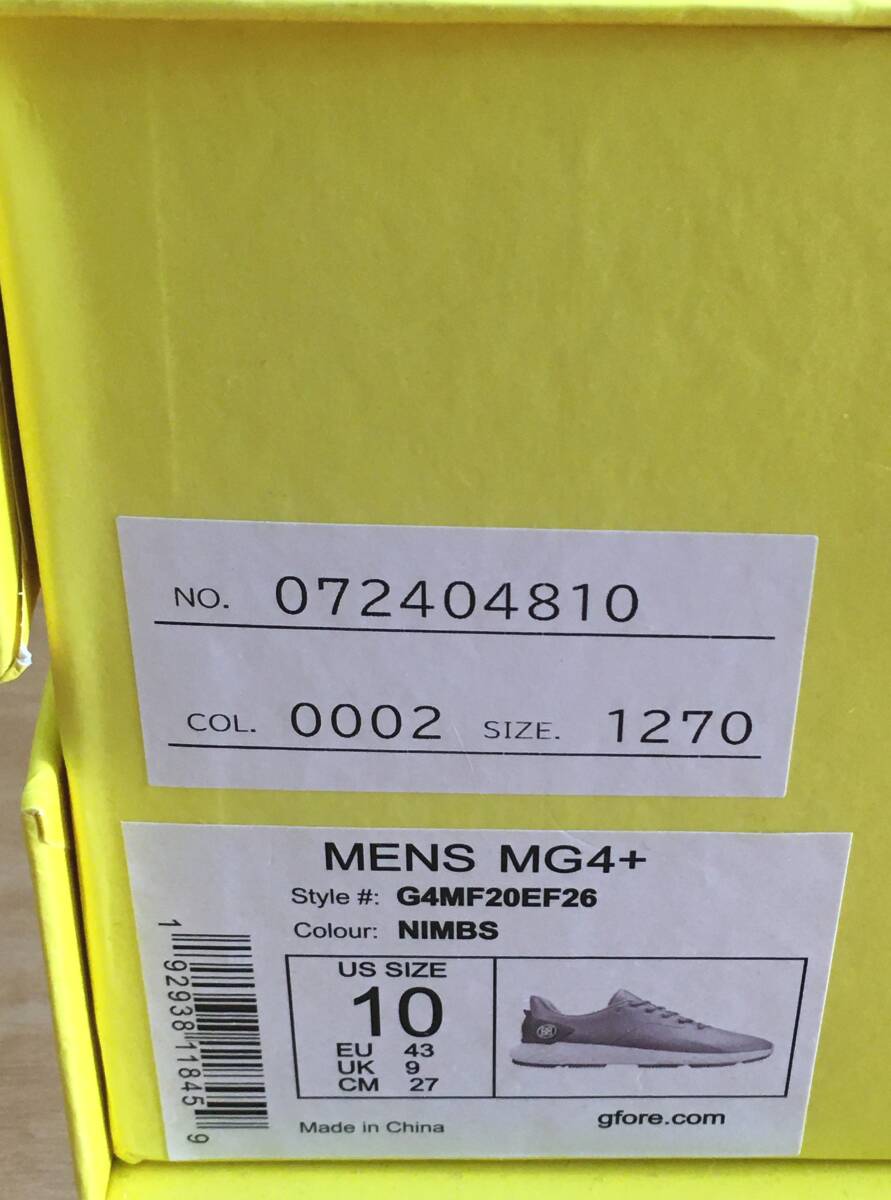 NO. 072404810
COL. 0002 SIZE. 1270
MENS MG4+
Style #: G4MF20EF26
Colour: NIMBS
US SIZE
10
EU 43
UK 9
CM 27
1 92938 11845 9
Made in China
gfore.com